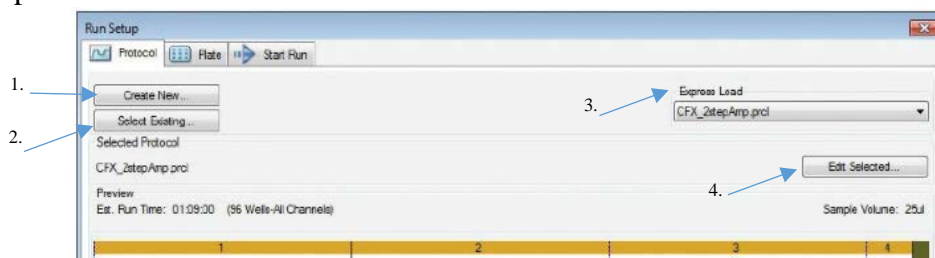 Run Setup
Protocol Plate Start Run
1.
Create New...
3.
Express Load
CFX_2stepAmp.prcl
2.
Select Existing...
Selected Protocol
CFX_2stepAmp.prcl
4.
Edit Selected...
Preview
Est. Run Time: 01:09:00 (96 Wells-All Channels)
Sample Volume: 25ul
1 2 3 4